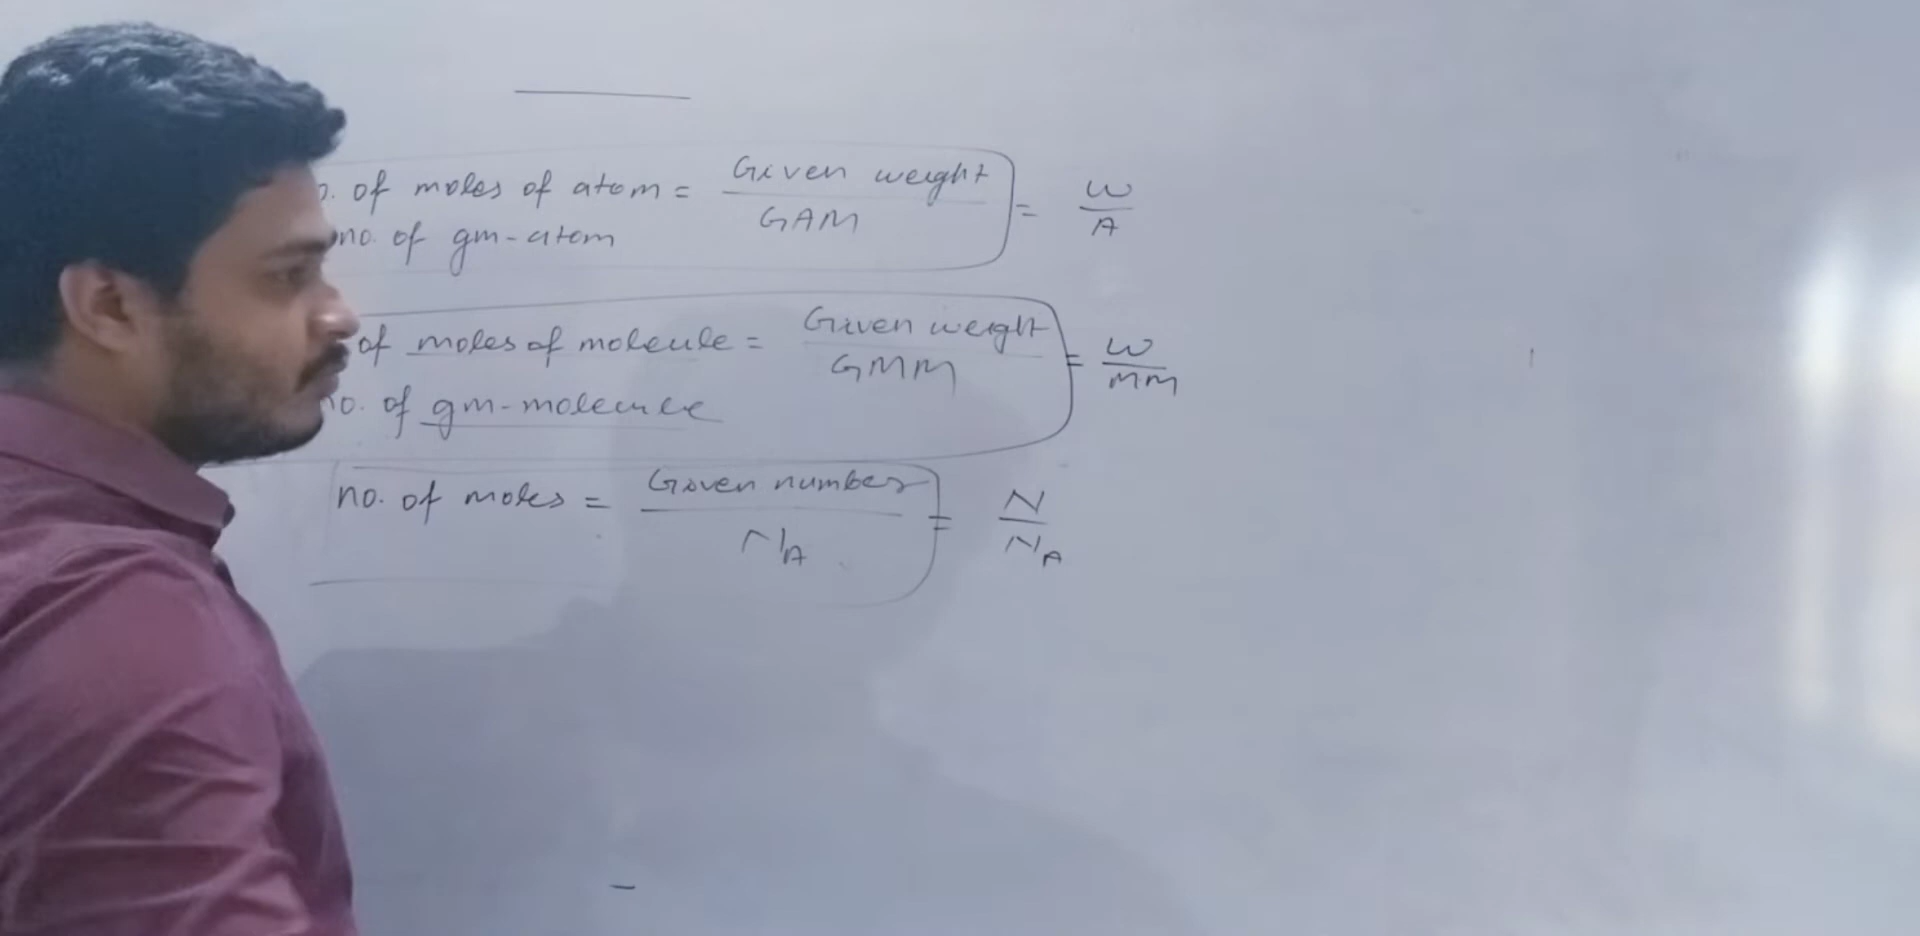 . of moles of atom = Given weight / GAM = w / A
no. of gm-atom
of moles of molecule = Given weight / GMM = w / MM
no. of gm-molecule
no. of moles = Given number / NA = N / NA